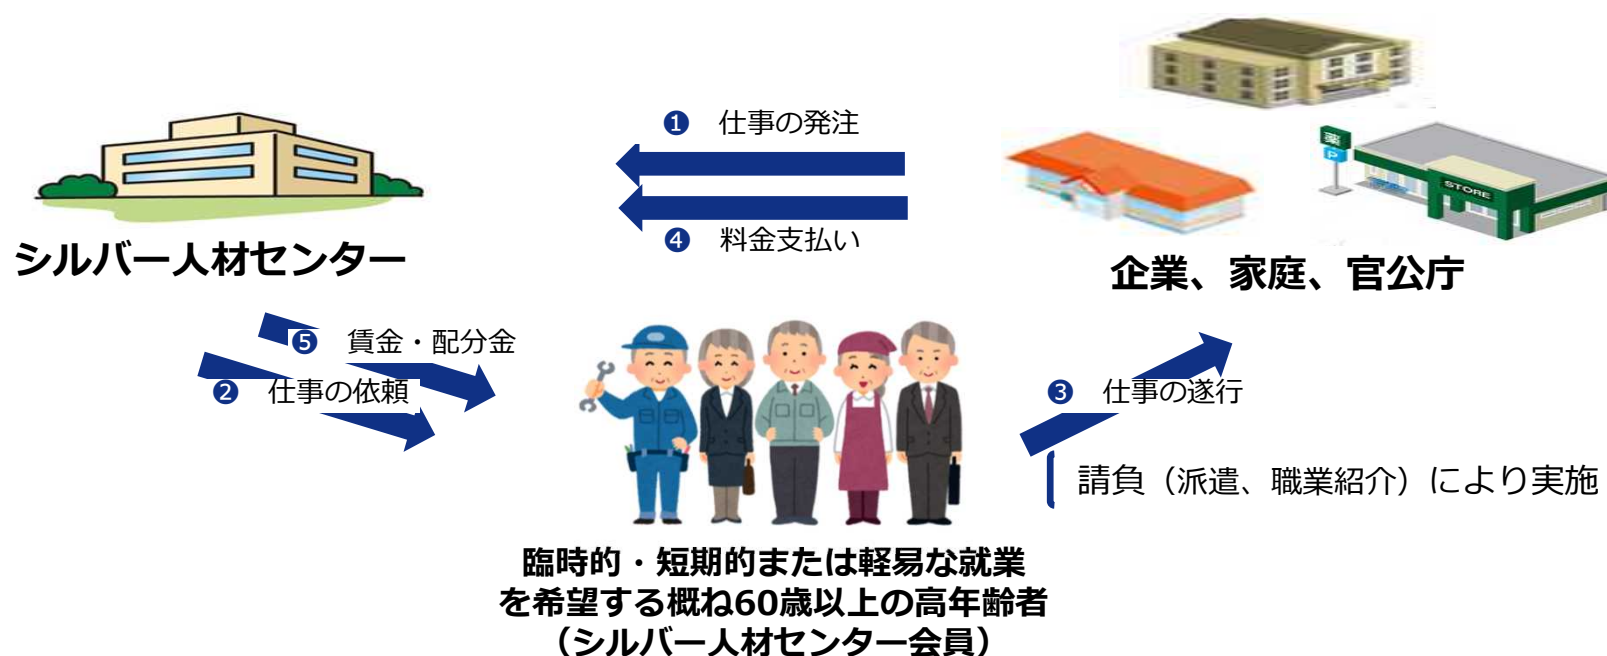 ❶ 仕事の発注
❹ 料金支払い
薬
P
STORE
シルバー人材センター
企業、家庭、官公庁
❺ 賃金・配分金
❷ 仕事の依頼
❸ 仕事の遂行
請負（派遣、職業紹介）により実施
臨時的・短期的または軽易な就業
を希望する概ね60歳以上の高年齢者
（シルバー人材センター会員）